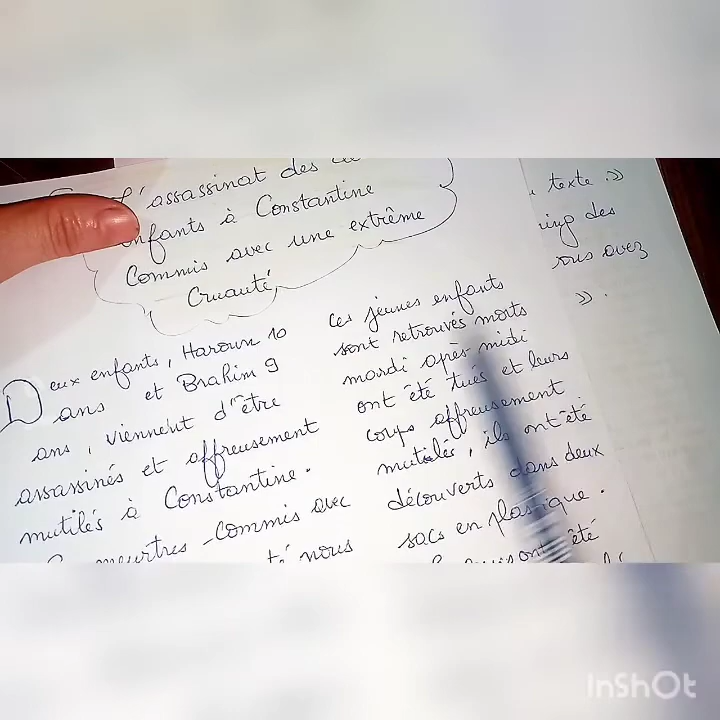 l'assassinat des
enfants à Constantine
Commis avec une extrême
Cruauté
texte »
ing des
vous avez
».
Deux enfants, Haroun 10
ans et Brahim 9
ans, viennent d'être
assassinés et affreusement
mutilés à Constantine.
meurtres commis avec
té nous
Ces jeunes enfants
sont retrouvés morts
mardi après midi
ont été tués et leurs
corps affreusement
mutilés, ils ont été
découverts dans deux
sacs en plastique.
ont été
InShOt